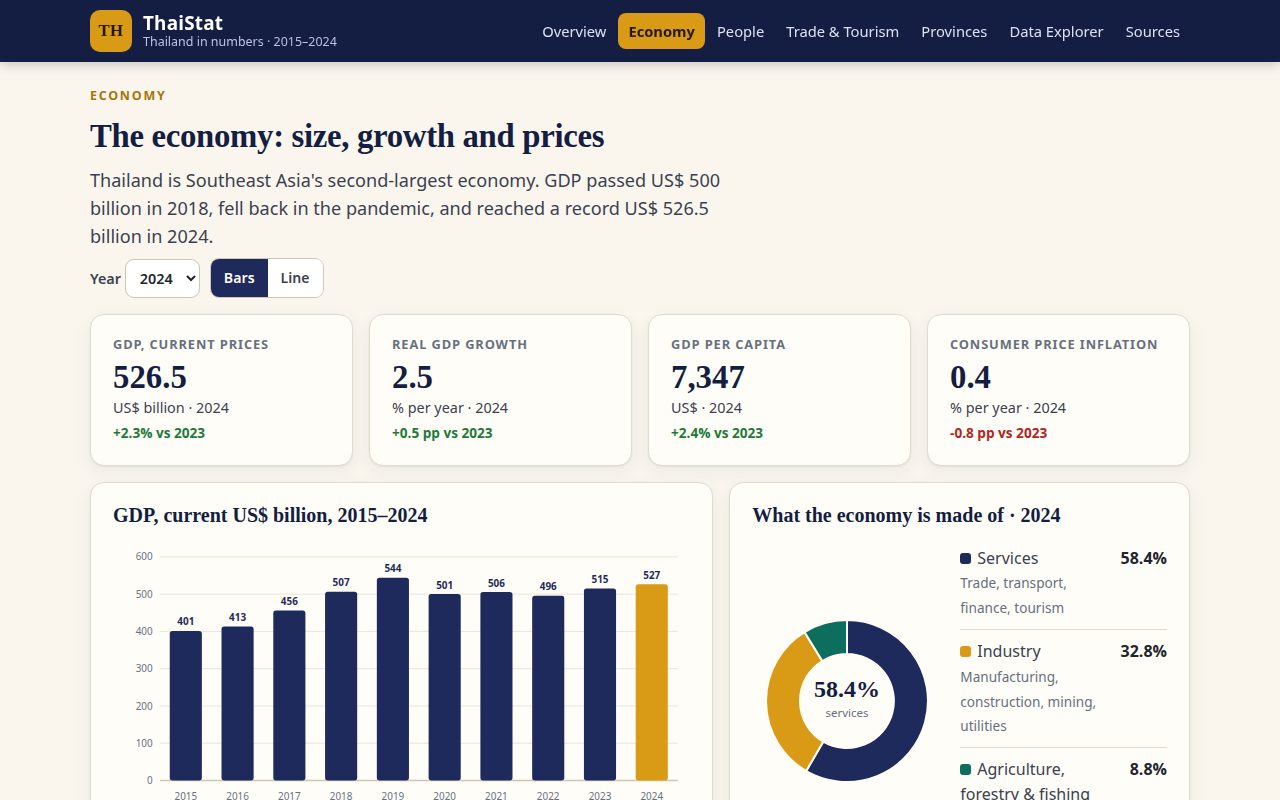 TH
ThaiStat
Thailand in numbers · 2015–2024
Overview
Economy
People
Trade & Tourism
Provinces
Data Explorer
Sources
ECONOMY
The economy: size, growth and prices
Thailand is Southeast Asia's second-largest economy. GDP passed US$ 500
billion in 2018, fell back in the pandemic, and reached a record US$ 526.5
billion in 2024.
Year
2024
Bars
Line
GDP, CURRENT PRICES
526.5
US$ billion · 2024
+2.3% vs 2023
REAL GDP GROWTH
2.5
% per year · 2024
+0.5 pp vs 2023
GDP PER CAPITA
7,347
US$ · 2024
+2.4% vs 2023
CONSUMER PRICE INFLATION
0.4
% per year · 2024
-0.8 pp vs 2023
GDP, current US$ billion, 2015–2024
600
500
400
300
200
100
0
401
413
456
507
544
501
506
496
515
527
2015
2016
2017
2018
2019
2020
2021
2022
2023
2024
What the economy is made of · 2024
58.4%
services
Services 58.4%
Trade, transport,
finance, tourism
Industry 32.8%
Manufacturing,
construction, mining,
utilities
Agriculture, 8.8%
forestry & fishing